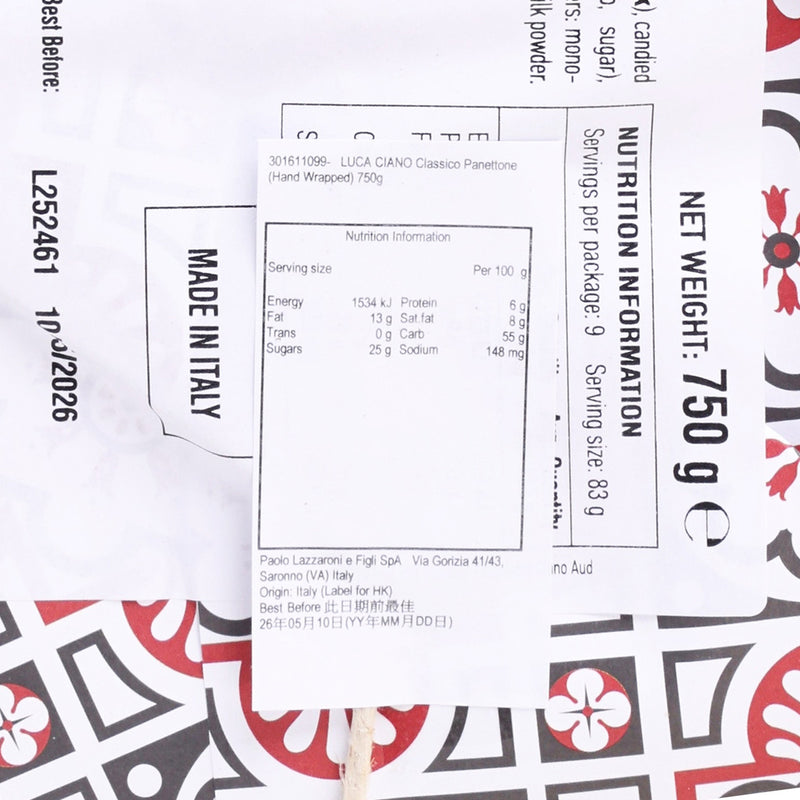 Best Before:
L252461
2026
MADE IN ITALY
301611099- LUCA CIANO Classico Panettone
(Hand Wrapped) 750g
Nutrition Information
Serving size Per 100 g
Energy 1534 kJ Protein 6 g
Fat 13 g Sat.fat 8 g
Trans 0 g Carb 55 g
Sugars 25 g Sodium 148 mg
Paolo Lazzaroni e Figli SpA Via Gorizia 41/43,
Saronno (VA) Italy
Origin: Italy (Label for HK)
Best Before 此日期前最佳
26年05月10日(YY年MM月DD日)
), candied
sugar),
mono-
powder.
NUTRITION INFORMATION
Servings per package: 9 Serving size: 83 g
Quantity
Aud
NET WEIGHT: 750 g ℮